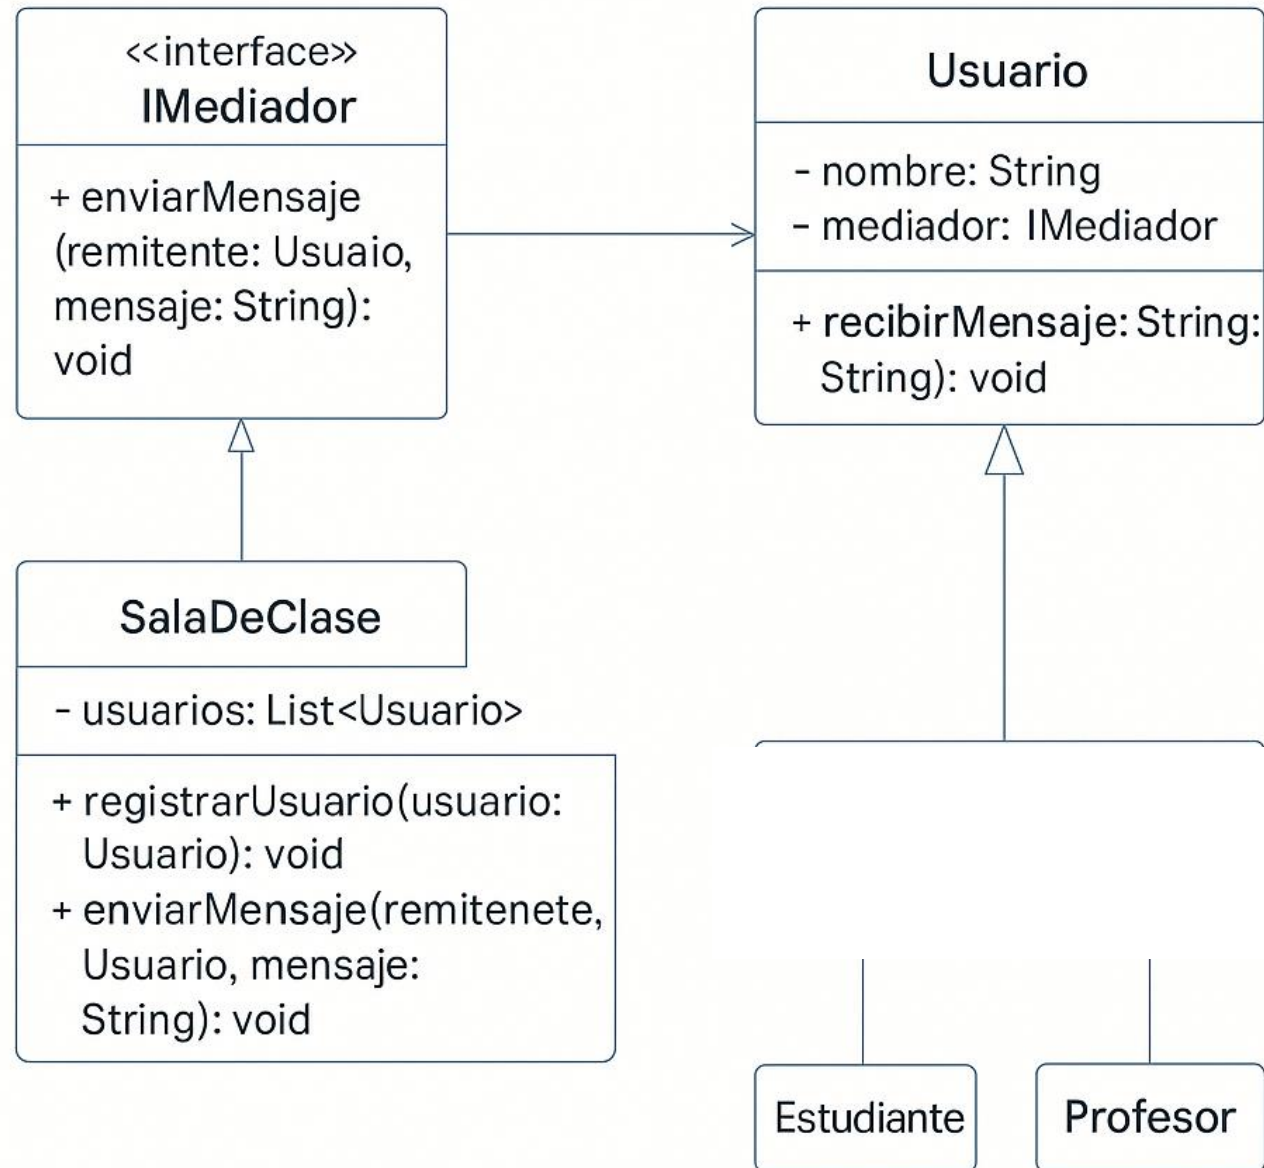 <<interface>>
IMediador
+ enviarMensaje
(remitente: Usuaio,
mensaje: String):
void
Usuario
- nombre: String
- mediador: IMediador
+ recibirMensaje: String:
String): void
SalaDeClase
- usuarios: List<Usuario>
+ registrarUsuario(usuario:
Usuario): void
+ enviarMensaje(remitenete,
Usuario, mensaje:
String): void
Estudiante
Profesor